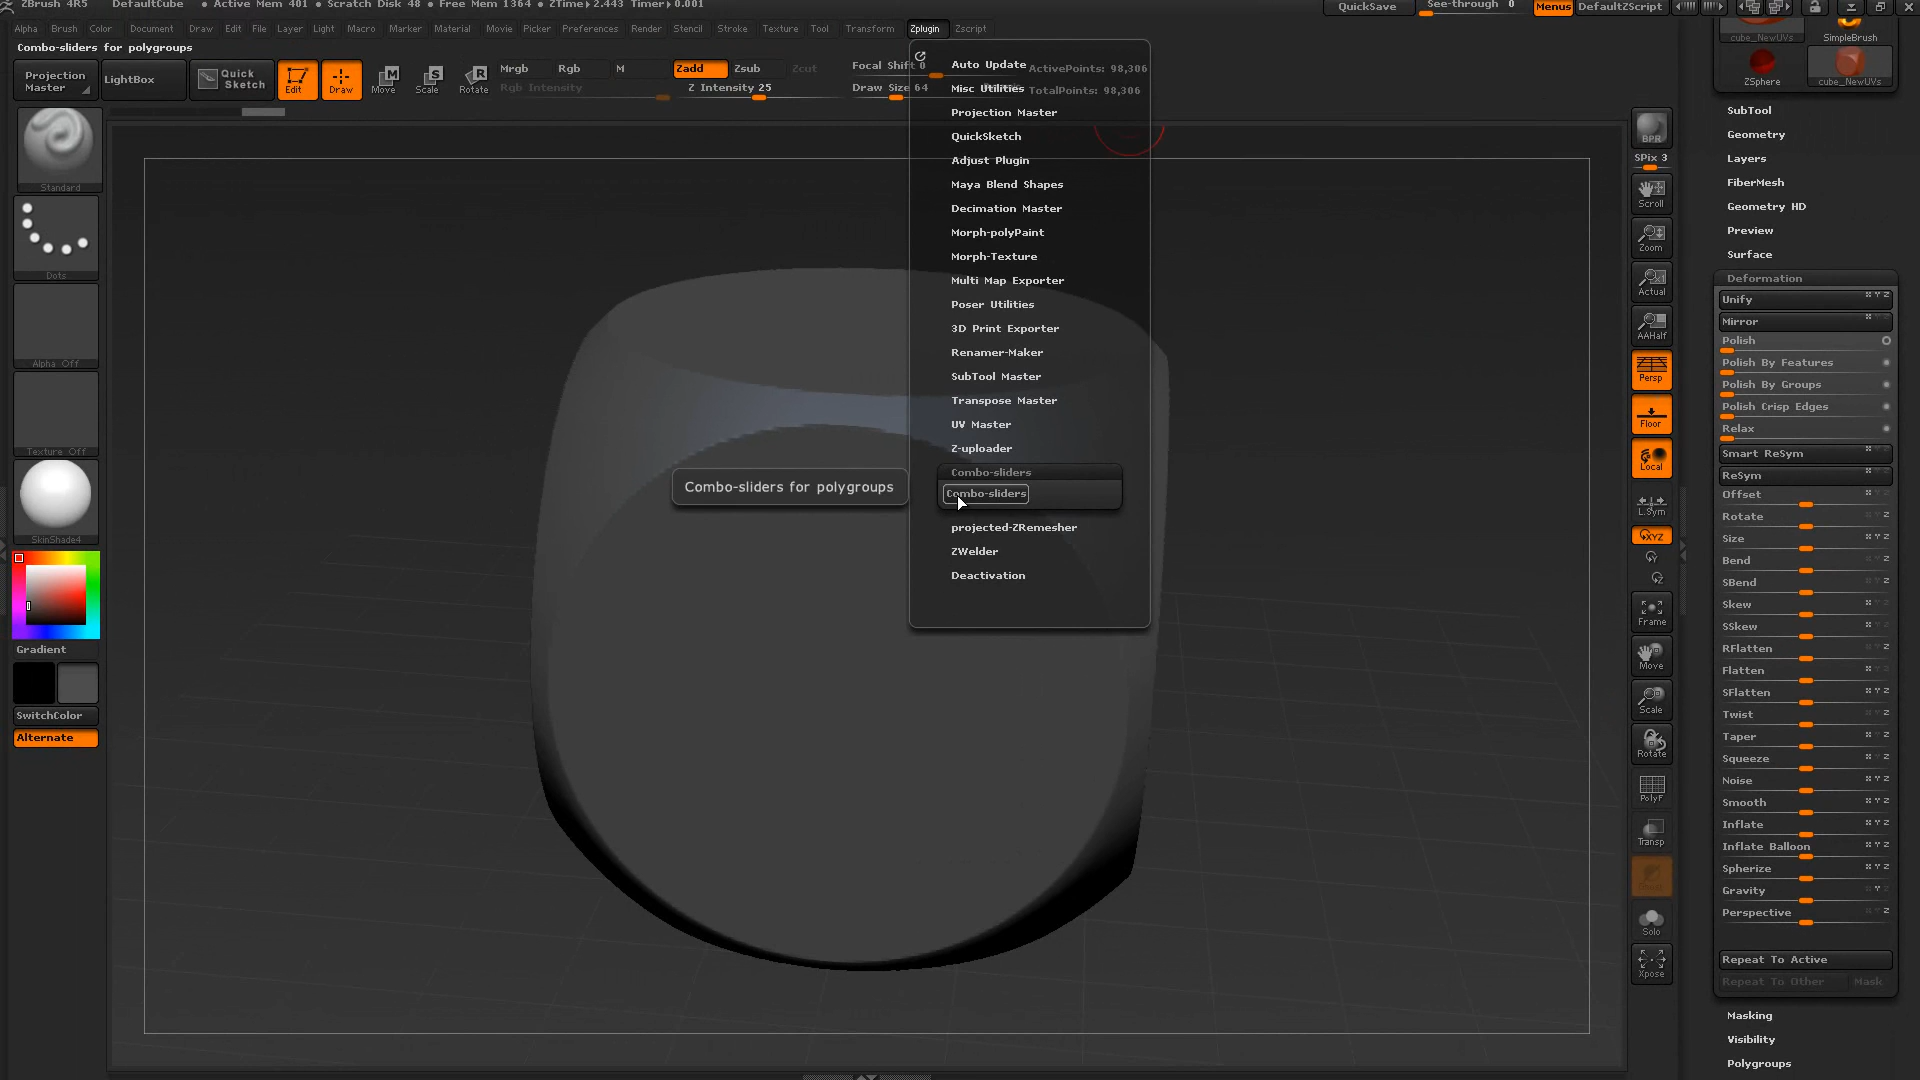 ZBrush 4R5 DefaultCube • Active Mem 401 • Scratch Disk 48 • Free Mem 1364 • ZTime▸2.443 Timer▸0.001
QuickSave See-through 0 Menus DefaultZScript
Alpha Brush Color Document Draw Edit File Layer Light Macro Marker Material Movie Picker Preferences Render Stencil Stroke Texture Tool Transform Zplugin Zscript
Combo-sliders for polygroups
Projection Master
LightBox
Quick Sketch
Edit
Draw
Move
Scale
Rotate
Mrgb Rgb M
Rgb Intensity
Zadd Zsub Zcut
Z Intensity 25
Focal Shift 0
Draw Size 64
ActivePoints: 98,306
TotalPoints: 98,306
Standard
Dots
Alpha Off
Texture Off
SkinShade4
Gradient
SwitchColor
Alternate
Auto Update
Misc Utilities
Projection Master
QuickSketch
Adjust Plugin
Maya Blend Shapes
Decimation Master
Morph-polyPaint
Morph-Texture
Multi Map Exporter
Poser Utilities
3D Print Exporter
Renamer-Maker
SubTool Master
Transpose Master
UV Master
Z-uploader
Combo-sliders
Combo-sliders
projected-ZRemesher
ZWelder
Deactivation
Combo-sliders for polygroups
BPR
SPix 3
Scroll
Zoom
Actual
AAHalf
Persp
Floor
Local
L.Sym
XYZ
Frame
Move
Scale
Rotate
PolyF
Transp
Solo
Xpose
cube_NewUVs
SimpleBrush
ZSphere
cube_NewUVs
SubTool
Geometry
Layers
FiberMesh
Geometry HD
Preview
Surface
Deformation
Unify
Mirror
Polish
Polish By Features
Polish By Groups
Polish Crisp Edges
Relax
Smart ReSym
ReSym
Offset
Rotate
Size
Bend
SBend
Skew
SSkew
RFlatten
Flatten
SFlatten
Twist
Taper
Squeeze
Noise
Smooth
Inflate
Inflate Balloon
Spherize
Gravity
Perspective
Repeat To Active
Repeat To Other Mask
Masking
Visibility
Polygroups